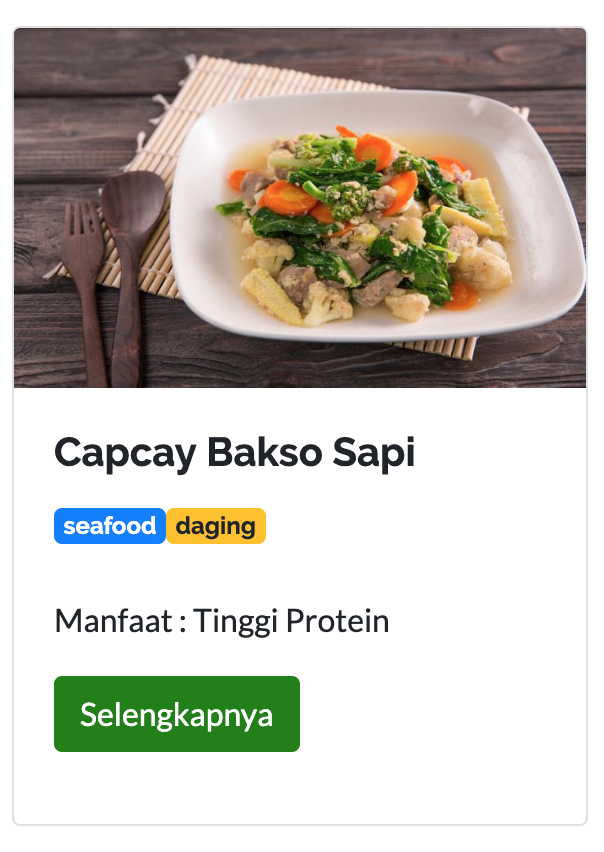 Capcay Bakso Sapi
seafood daging
Manfaat : Tinggi Protein
Selengkapnya